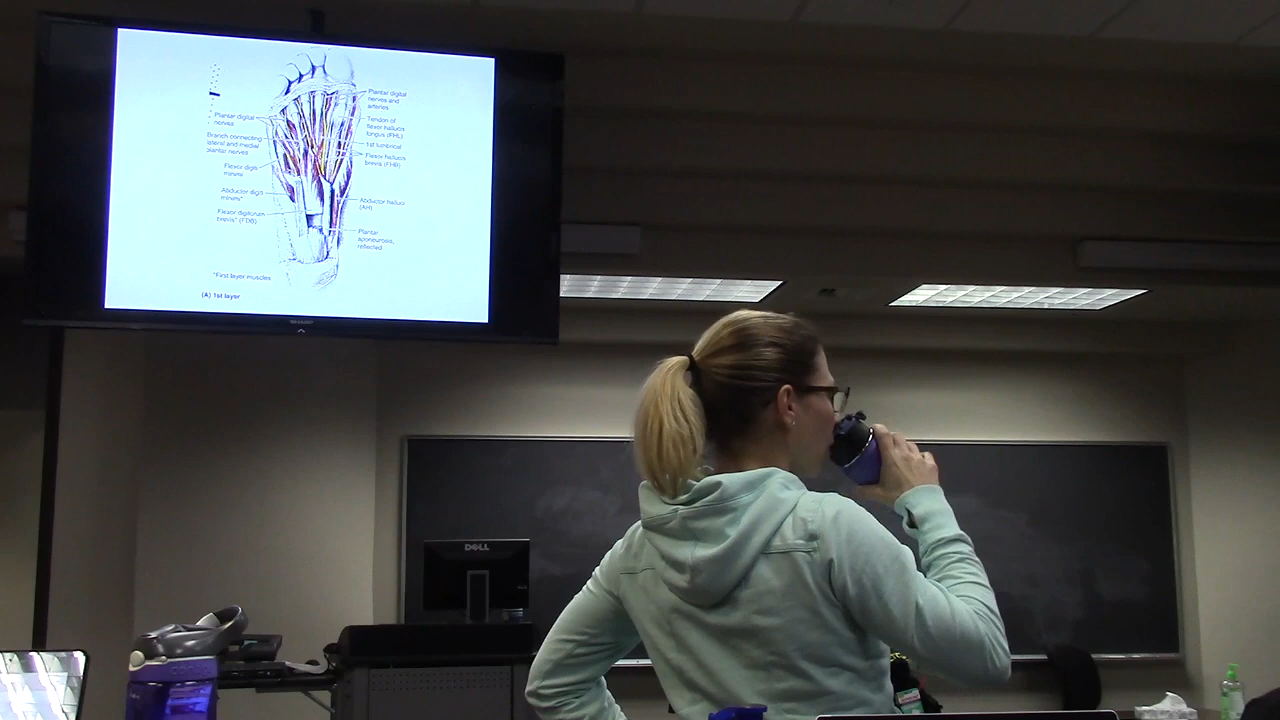 Plantar digital
nerves
Branch connecting
lateral and medial
plantar nerves
Flexor digiti
minimi
Abductor digiti
minimi*
Flexor digitorum
brevis* (FDB)
*First layer muscles
(A) 1st layer
Plantar digital
nerves and
arteries
Tendon of
flexor hallucis
longus (FHL)
1st lumbrical
Flexor hallucis
brevis (FHB)
Abductor hallucis
(AH)
Plantar
aponeurosis,
reflected
SHARP
DELL